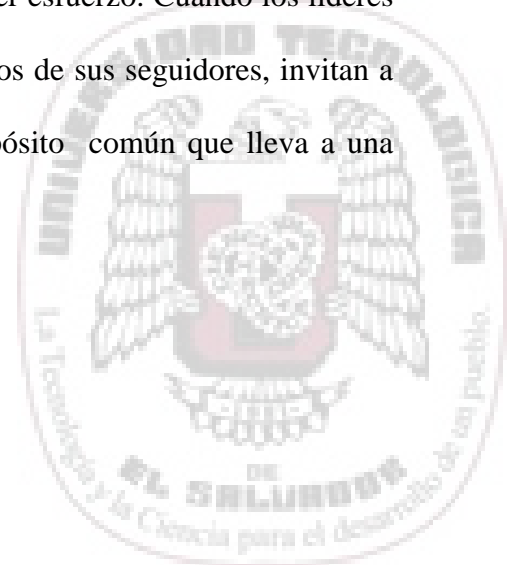 el esfuerzo. Cuando los líderes
os de sus seguidores, invitan a
pósito común que lleva a una
UNIVERSIDAD TECNOLOGICA
DE
EL SALVADOR
La Tecnología y la Ciencia para el desarrollo de un pueblo.